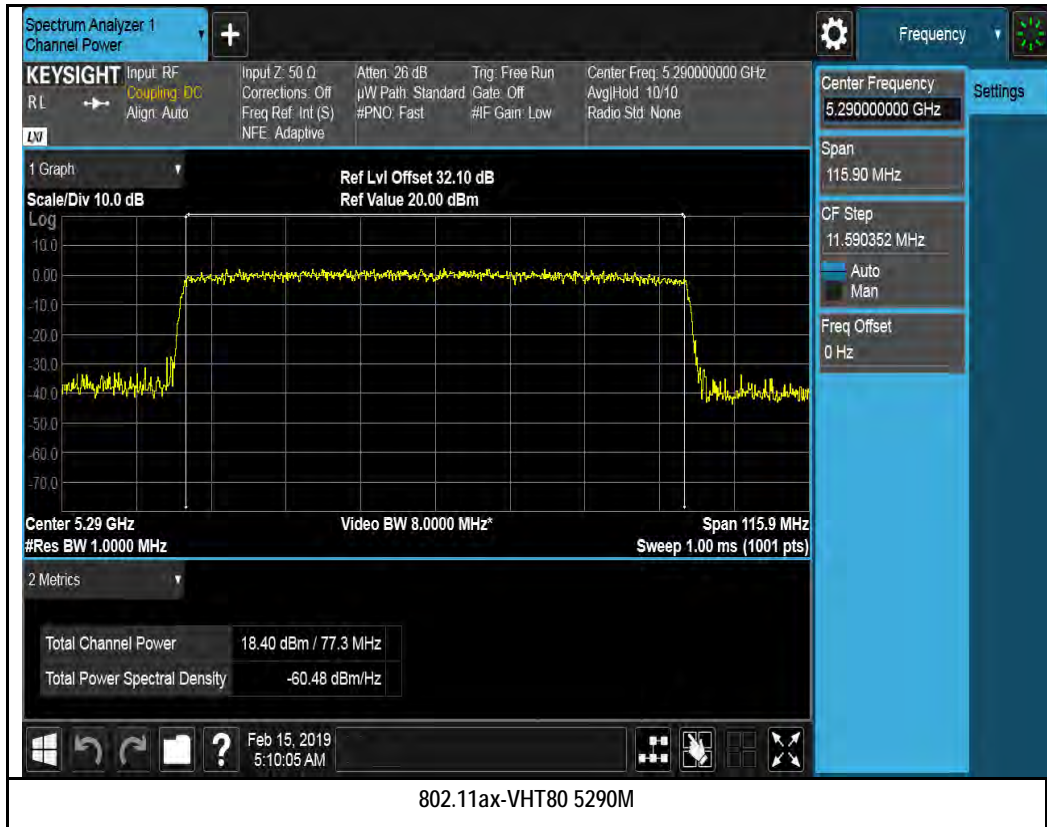 Spectrum Analyzer 1
Channel Power
+
Frequency
KEYSIGHT
RL
LXI
Input: RF
Coupling: DC
Align: Auto
Input Z: 50 Ω
Corrections: Off
Freq Ref: Int (S)
NFE: Adaptive
Atten: 26 dB
µW Path: Standard
#PNO: Fast
Trig: Free Run
Gate: Off
#IF Gain: Low
Center Freq: 5.290000000 GHz
Avg|Hold: 10/10
Radio Std: None
Center Frequency
5.290000000 GHz
Settings
Span
115.90 MHz
CF Step
11.590352 MHz
Auto
Man
Freq Offset
0 Hz
1 Graph
Scale/Div 10.0 dB
Ref Lvl Offset 32.10 dB
Ref Value 20.00 dBm
Log
10.0
0.00
-10.0
-20.0
-30.0
-40.0
-50.0
-60.0
-70.0
Center 5.29 GHz
#Res BW 1.0000 MHz
Video BW 8.0000 MHz*
Span 115.9 MHz
Sweep 1.00 ms (1001 pts)
2 Metrics
Total Channel Power 18.40 dBm / 77.3 MHz
Total Power Spectral Density -60.48 dBm/Hz
?
Feb 15, 2019
5:10:05 AM
802.11ax-VHT80 5290M